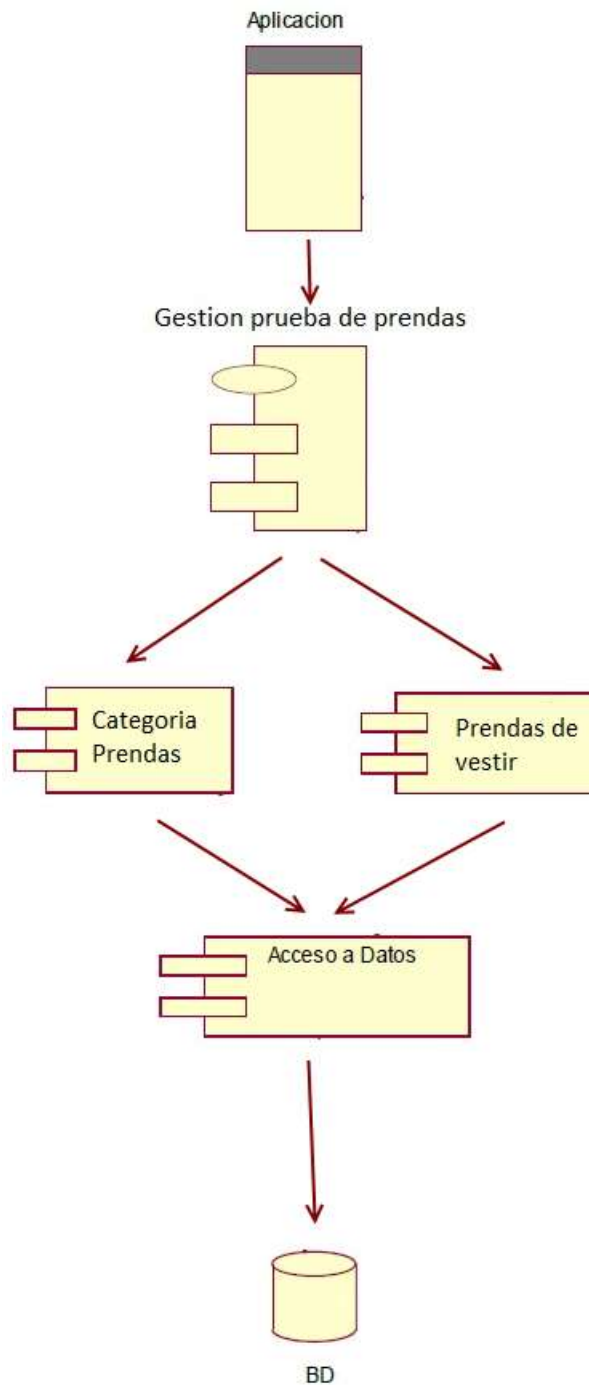 Aplicacion
Gestion prueba de prendas
Categoria
Prendas
Prendas de
vestir
Acceso a Datos
BD